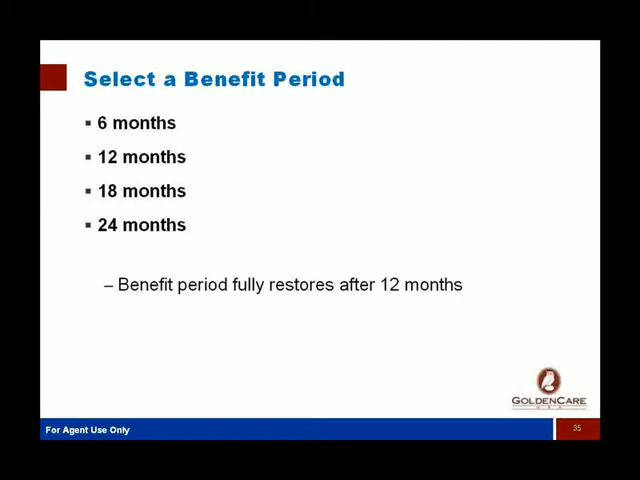 Select a Benefit Period
▪ 6 months
▪ 12 months
▪ 18 months
▪ 24 months
– Benefit period fully restores after 12 months
GOLDENCARE
USA
For Agent Use Only
35